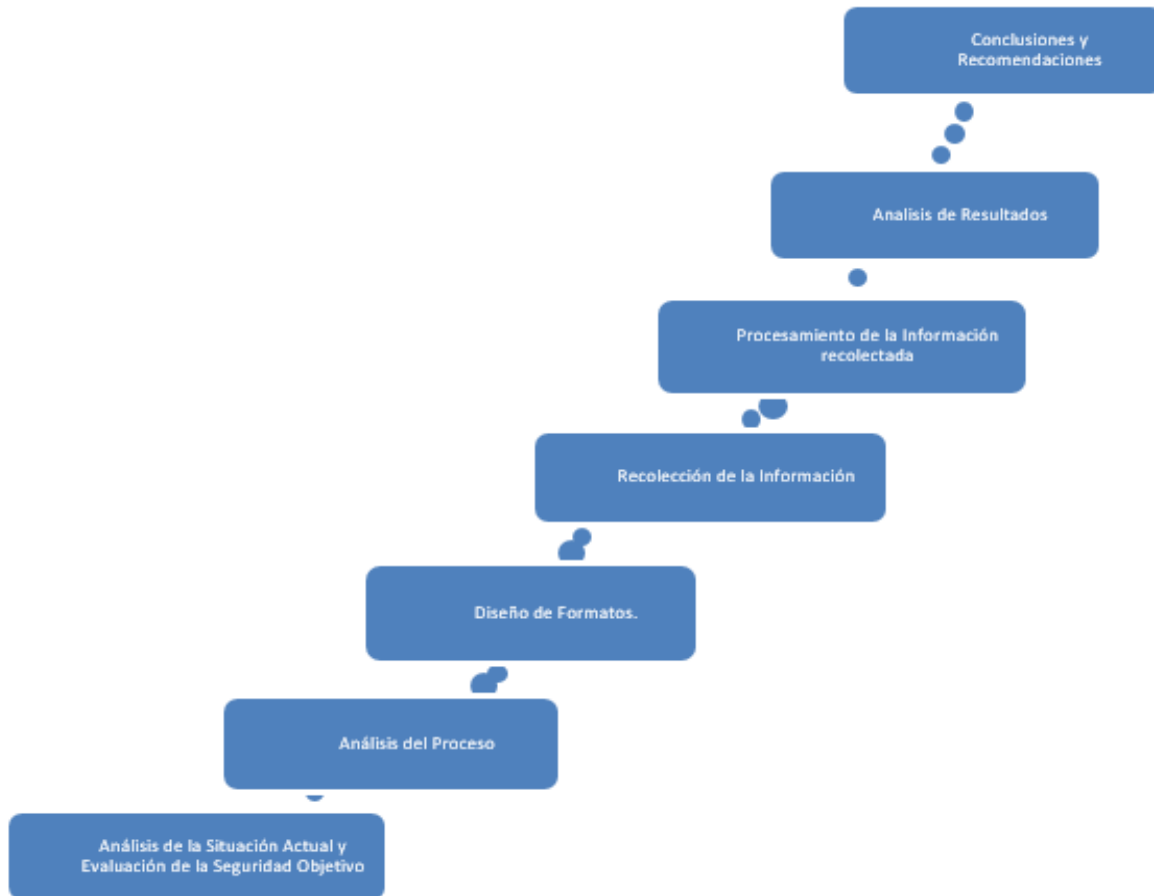 Conclusiones y
Recomendaciones
Analisis de Resultados
Procesamiento de la Información
recolectada
Recolección de la Información
Diseño de Formatos.
Análisis del Proceso
Análisis de la Situación Actual y
Evaluación de la Seguridad Objetivo